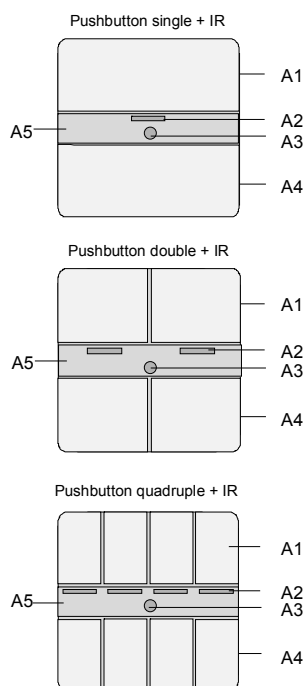 Pushbutton single + IR
A1
A2
A5
A3
A4
Pushbutton double + IR
A1
A2
A5
A3
A4
Pushbutton quadruple + IR
A1
A2
A5
A3
A4